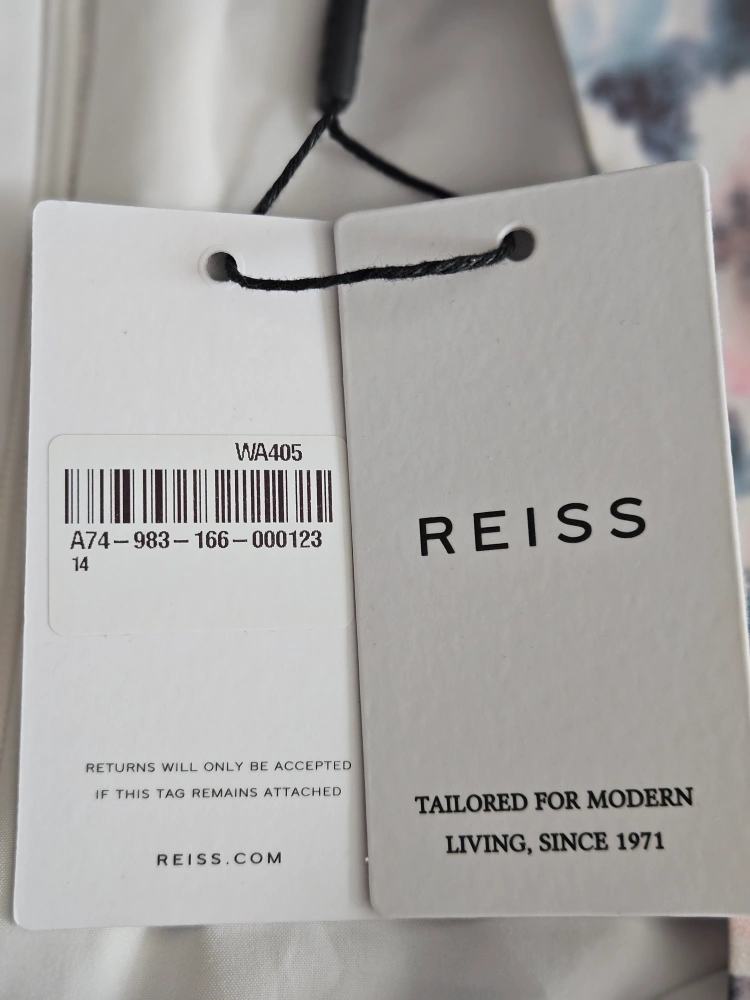 WA405
A74-983-166-000123
14
RETURNS WILL ONLY BE ACCEPTED
IF THIS TAG REMAINS ATTACHED
REISS.COM
REISS
TAILORED FOR MODERN
LIVING, SINCE 1971